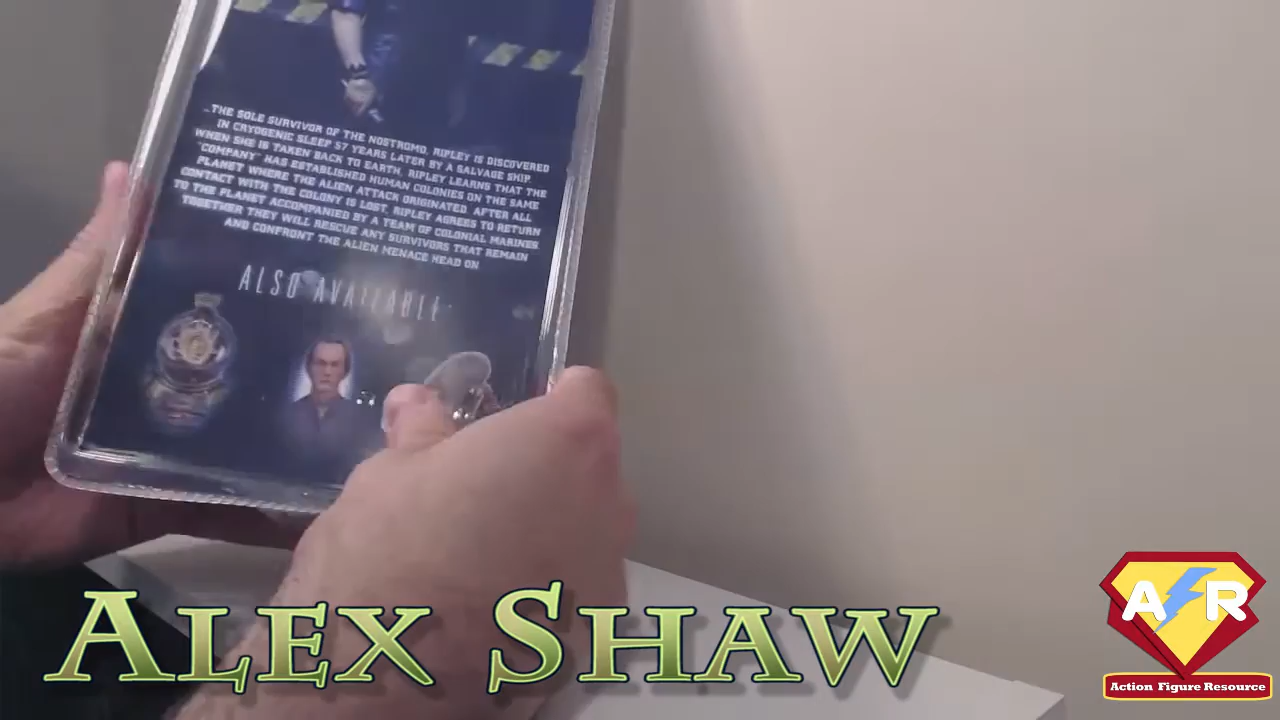 ...THE SOLE SURVIVOR OF THE NOSTROMO, RIPLEY IS DISCOVERED
IN CRYOGENIC SLEEP 57 YEARS LATER BY A SALVAGE SHIP
WHEN SHE IS TAKEN BACK TO EARTH, RIPLEY LEARNS THAT THE
"COMPANY" HAS ESTABLISHED HUMAN COLONIES ON THE SAME
PLANET WHERE THE ALIEN ATTACK ORIGINATED. AFTER ALL
CONTACT WITH THE COLONY IS LOST, RIPLEY AGREES TO RETURN
TO THE PLANET ACCOMPANIED BY A TEAM OF COLONIAL MARINES
TOGETHER THEY WILL RESCUE ANY SURVIVORS THAT REMAIN
AND CONFRONT THE ALIEN MENACE HEAD ON
ALSO AVAILABLE
ALEX SHAW
AFR
Action Figure Resource